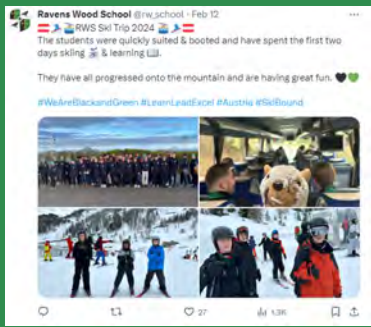 Ravens Wood School @rw_school · Feb 12
RWS Ski Trip 2024
The students were quickly suited & booted and have spent the first two
days skiing & learning
They have all progressed onto the mountain and are having great fun.
#WeAreBlackandGreen #LearnLeadExcel #Austria #SkiBound
27
1.3K